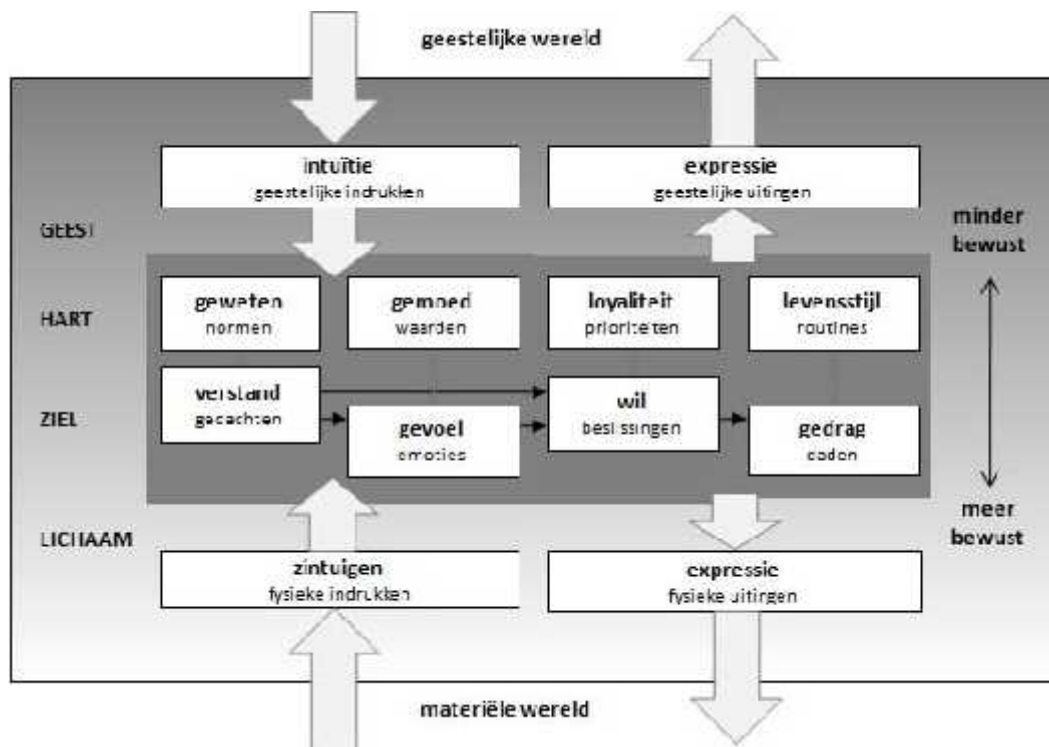 geestelijke wereld
intuïtie
geestelijke indrukken
expressie
geestelijke uitingen
GEEST
minder
bewust
HART
geweten
normen
gemoed
waarden
loyaliteit
prioriteiten
levensstijl
routines
ZIEL
verstand
gedachten
gevoel
emoties
wil
beslissingen
gedrag
daden
LICHAAM
meer
bewust
zintuigen
fysieke indrukken
expressie
fysieke uitingen
materiële wereld